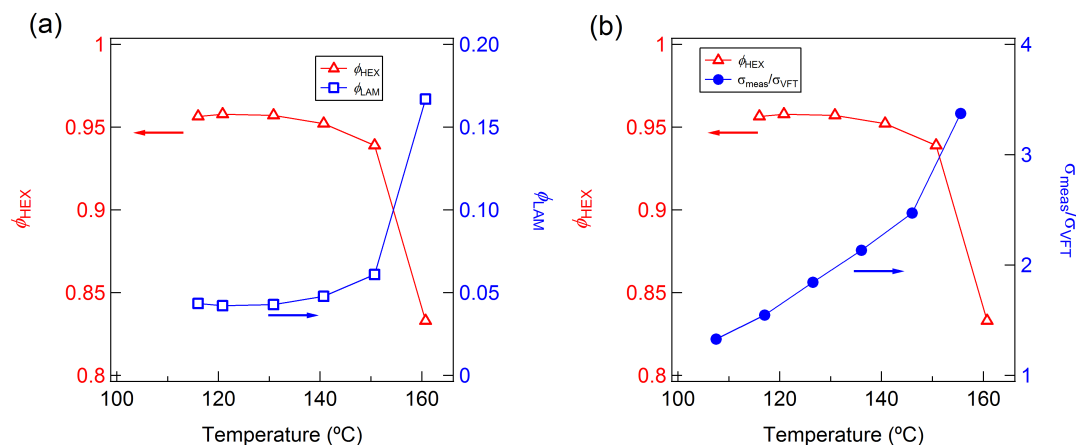 (a)
1
0.95
0.9
0.85
0.8
ϕHEX
ϕHEX
ϕLAM
0.20
0.15
0.10
0.05
0
ϕLAM
100 120 140 160
Temperature (ºC)
(b)
1
0.95
0.9
0.85
0.8
ϕHEX
ϕHEX
σmeas/σVFT
4
3
2
1
σmeas/σVFT
100 120 140 160
Temperature (ºC)